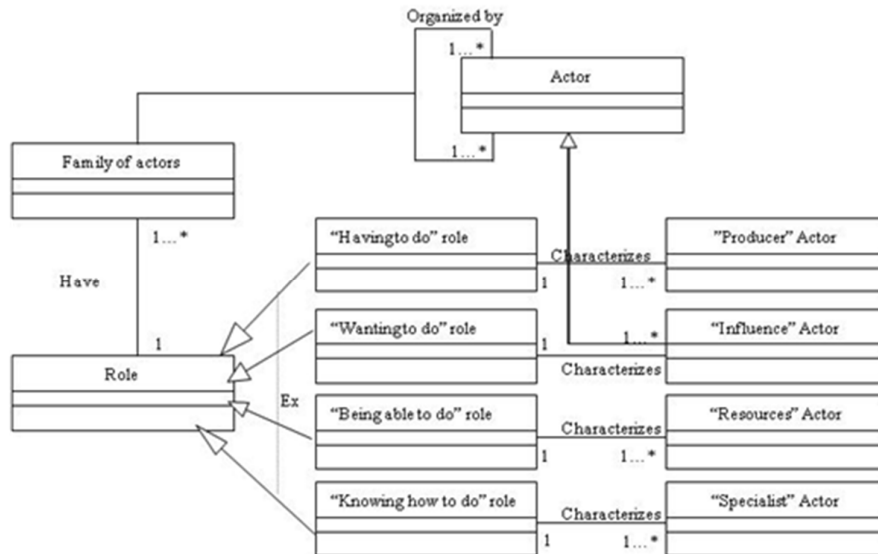 Organized by
1...*
Actor
1...*
Family of actors
1...*
Have
1
Role
Ex
"Havingto do" role
Characterizes
1
1...*
"Producer" Actor
"Wantingto do" role
1
1...*
Characterizes
"Influence" Actor
"Being able to do" role
Characterizes
1
1...*
"Resources" Actor
"Knowing how to do" role
Characterizes
1
1...*
"Specialist" Actor